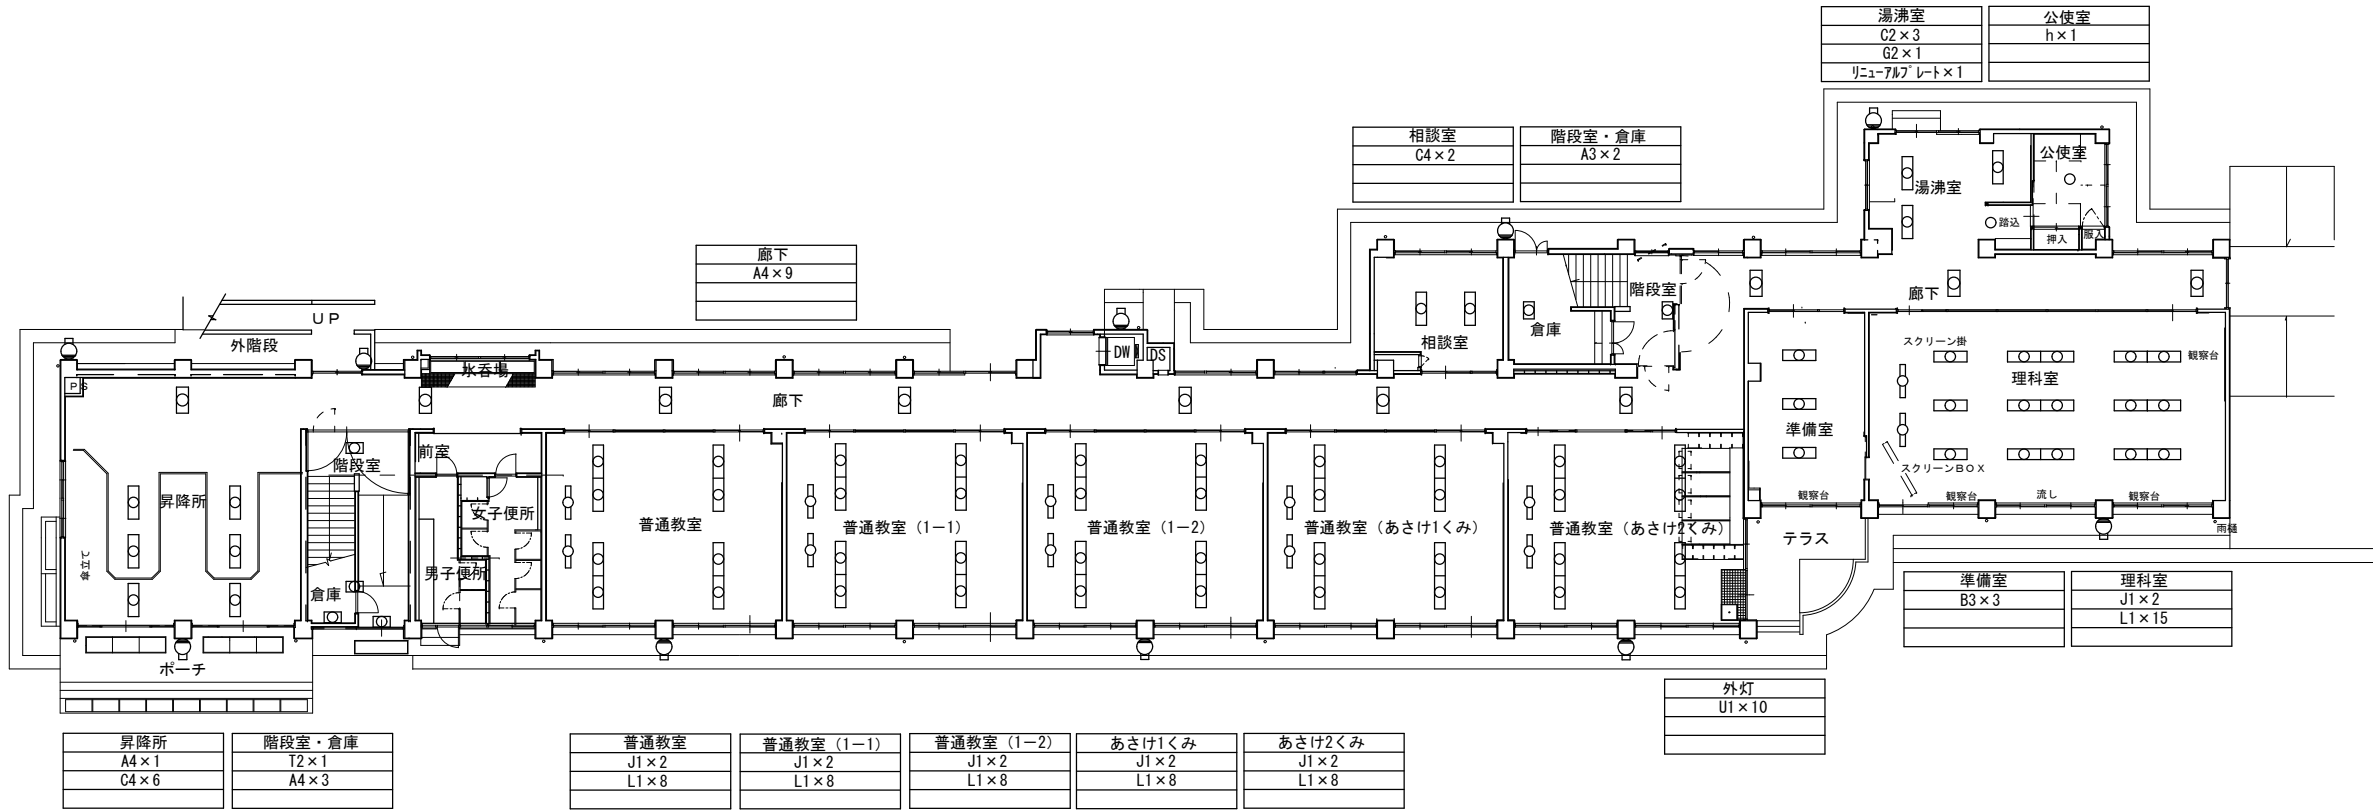 湯沸室
C2×3
G2×1
リニューアルプレート×1
公使室
h×1
相談室
C4×2
階段室・倉庫
A3×2
公使室
湯沸室
踏込
押入
服入
廊下
A4×9
UP
外階段
PS
水呑場
DW
DS
相談室
倉庫
階段室
廊下
廊下
スクリーン掛
観察台
理科室
準備室
スクリーンBOX
観察台
観察台
流し
観察台
雨樋
テラス
前室
階段室
昇降所
傘立て
倉庫
女子便所
男子便所
普通教室
普通教室(1-1)
普通教室(1-2)
普通教室(あさけ1くみ)
普通教室(あさけ2くみ)
ポーチ
準備室
B3×3
理科室
J1×2
L1×15
外灯
U1×10
昇降所
A4×1
C4×6
階段室・倉庫
T2×1
A4×3
普通教室
J1×2
L1×8
普通教室(1-1)
J1×2
L1×8
普通教室(1-2)
J1×2
L1×8
あさけ1くみ
J1×2
L1×8
あさけ2くみ
J1×2
L1×8